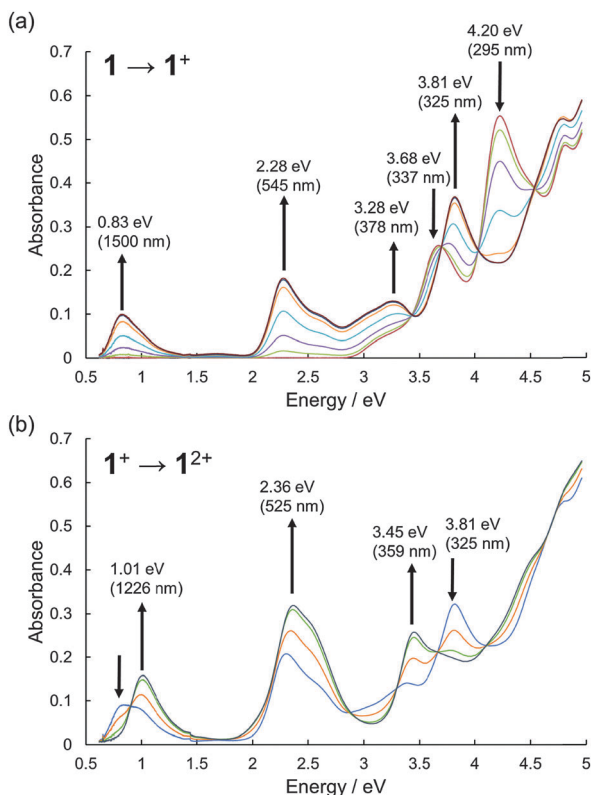 (a)
1 → 1+
4.20 eV
(295 nm)
3.81 eV
(325 nm)
3.68 eV
(337 nm)
2.28 eV
(545 nm)
3.28 eV
(378 nm)
0.83 eV
(1500 nm)
Absorbance
0.7
0.6
0.5
0.4
0.3
0.2
0.1
0
0.5 1 1.5 2 2.5 3 3.5 4 4.5 5
Energy / eV
(b)
1+ → 12+
2.36 eV
(525 nm)
3.45 eV
(359 nm)
3.81 eV
(325 nm)
1.01 eV
(1226 nm)
Absorbance
0.7
0.6
0.5
0.4
0.3
0.2
0.1
0
0.5 1 1.5 2 2.5 3 3.5 4 4.5 5
Energy / eV